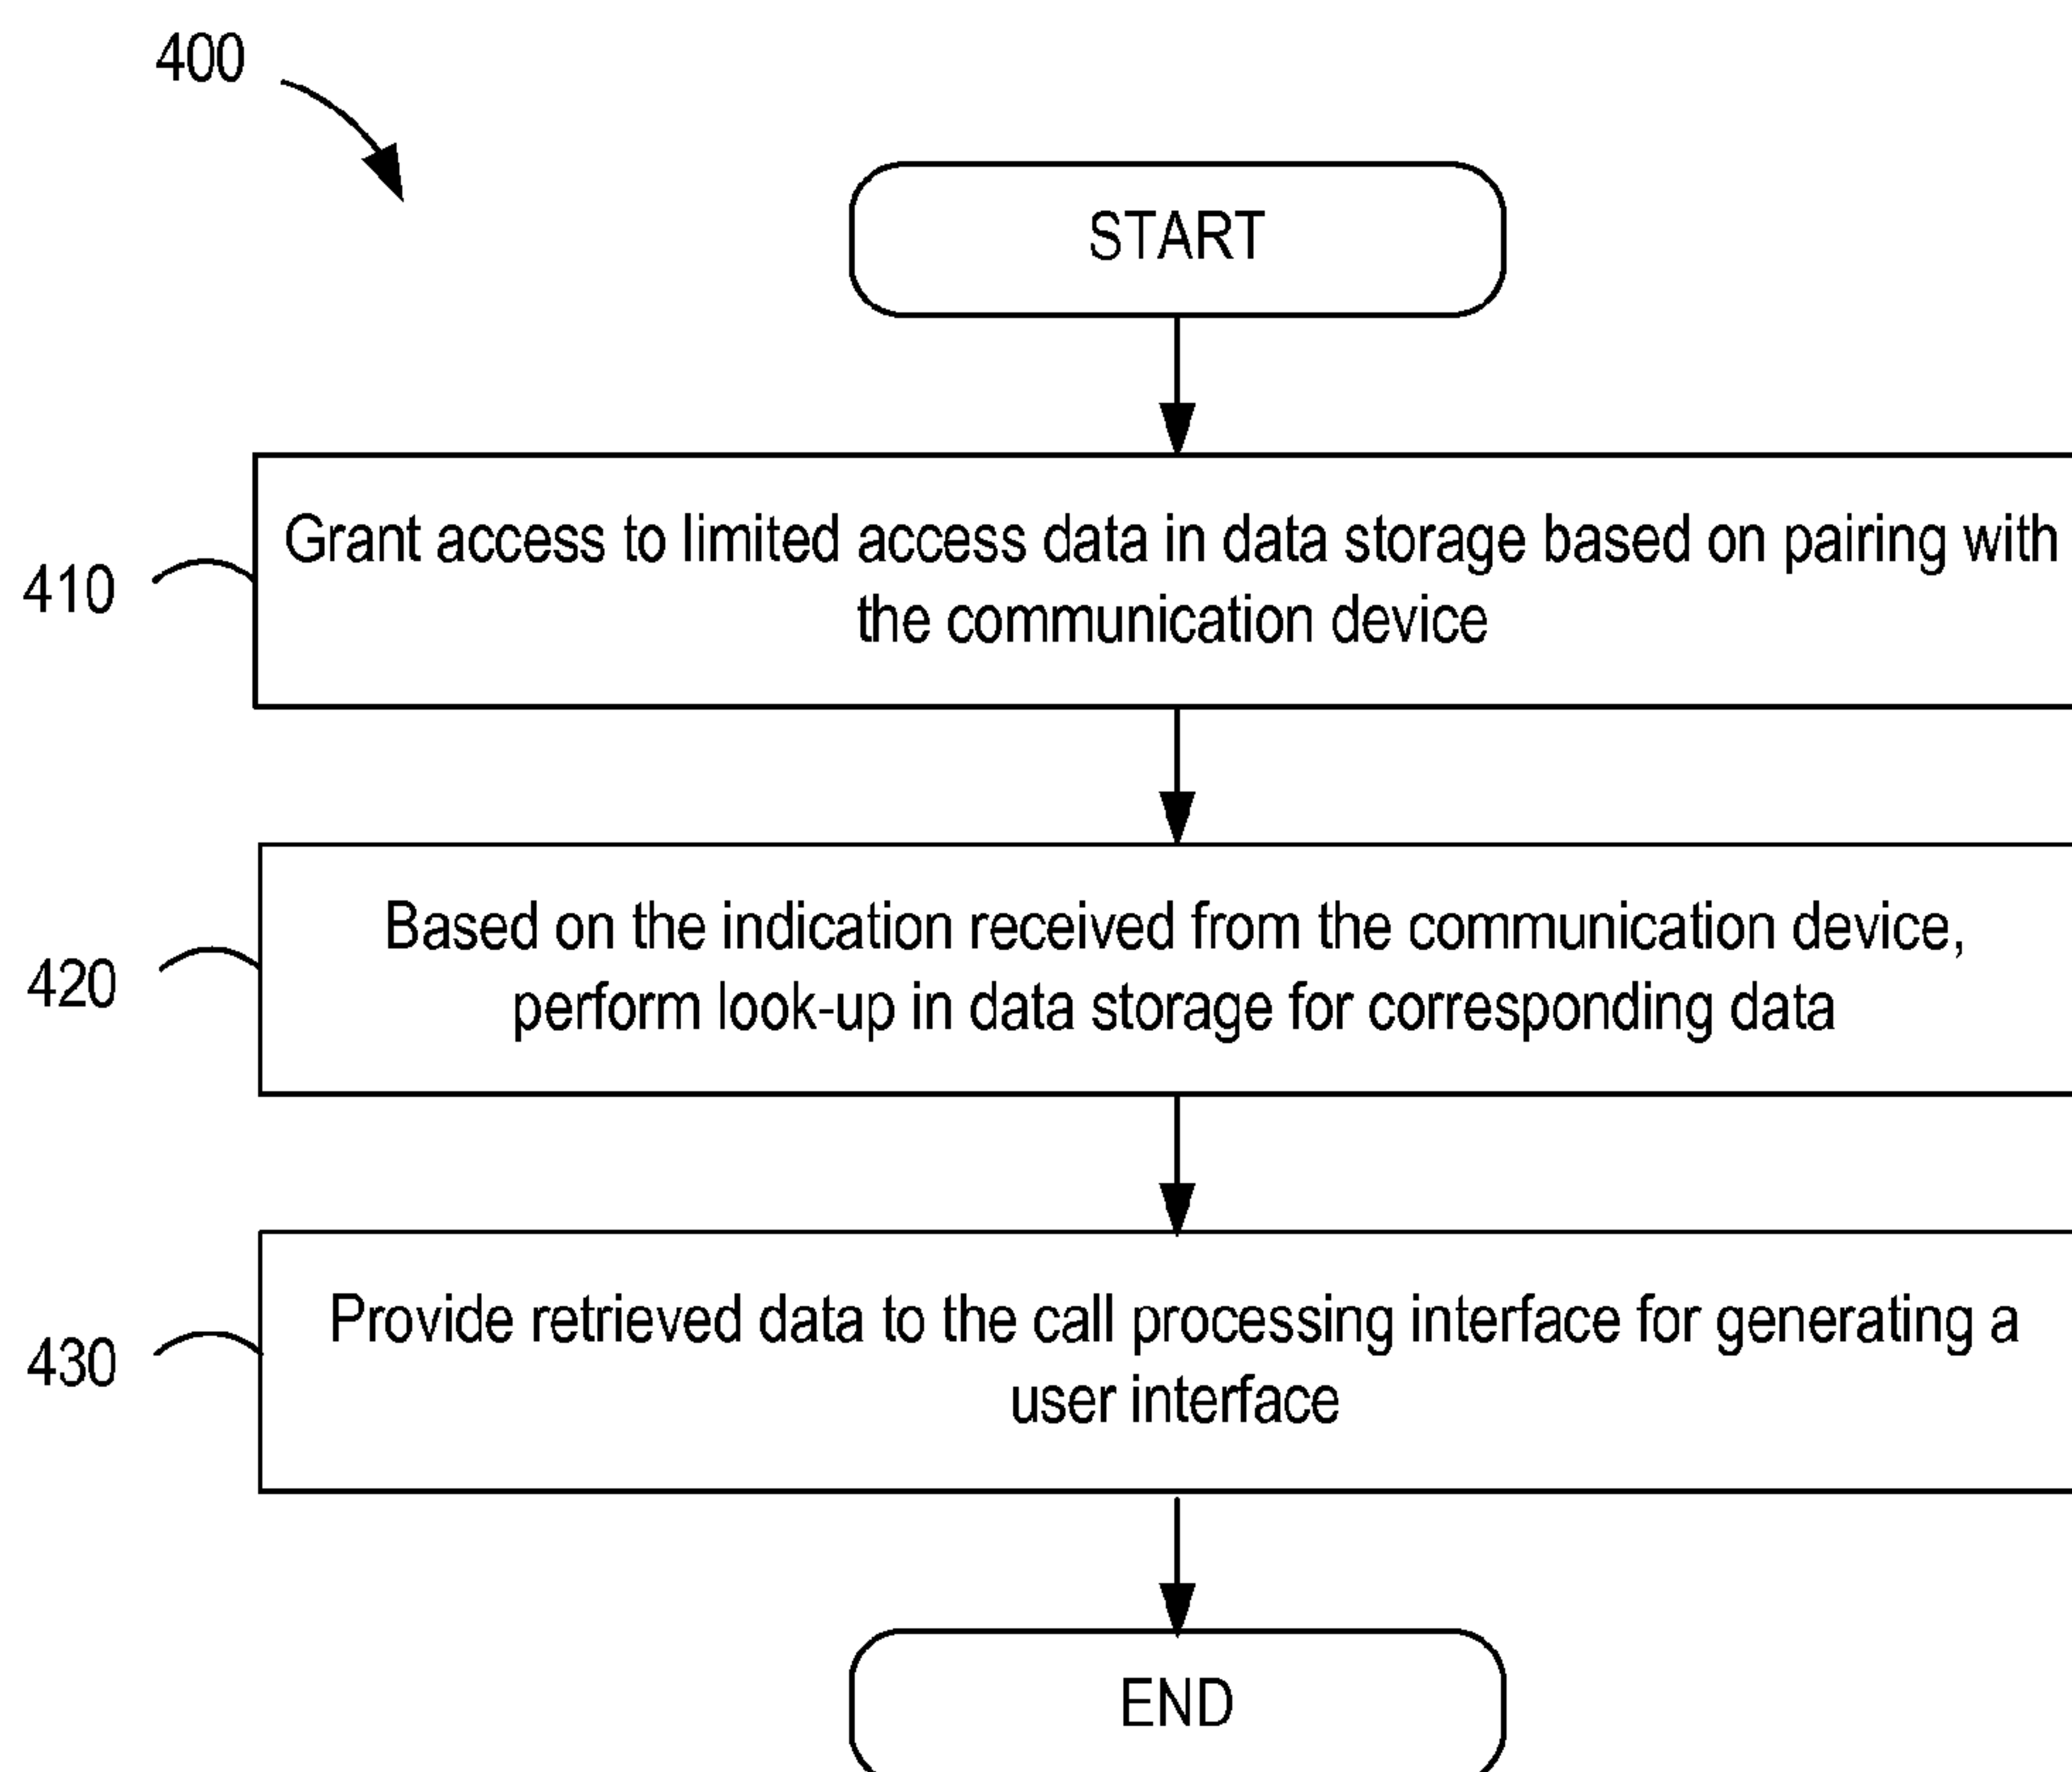 400
START
Grant access to limited access data in data storage based on pairing with
the communication device
410
Based on the indication received from the communication device,
perform look-up in data storage for corresponding data
420
Provide retrieved data to the call processing interface for generating a
user interface
430
END